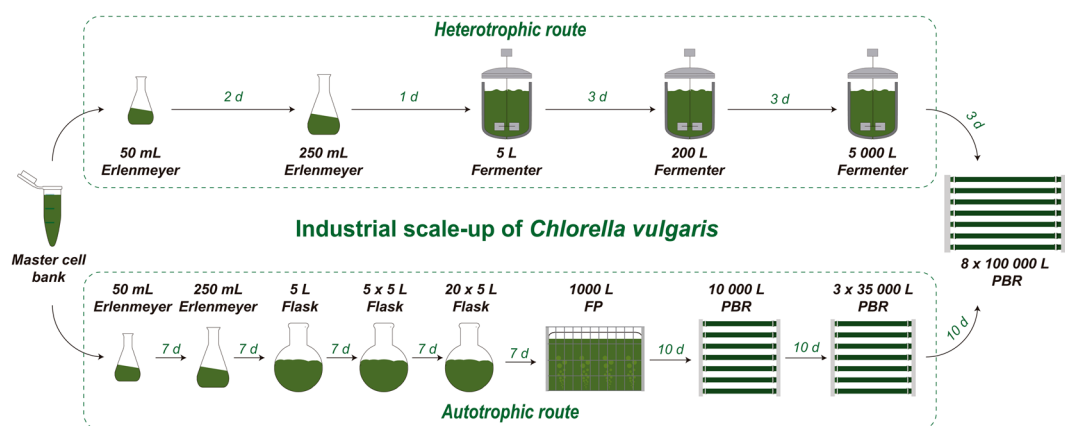 Heterotrophic route
2 d
1 d
3 d
3 d
3 d
50 mL
Erlenmeyer
250 mL
Erlenmeyer
5 L
Fermenter
200 L
Fermenter
5 000 L
Fermenter
Master cell
bank
Industrial scale-up of Chlorella vulgaris
8 x 100 000 L
PBR
50 mL
Erlenmeyer
250 mL
Erlenmeyer
5 L
Flask
5 x 5 L
Flask
20 x 5 L
Flask
1000 L
FP
10 000 L
PBR
3 x 35 000 L
PBR
7 d
7 d
7 d
7 d
7 d
10 d
10 d
10 d
Autotrophic route